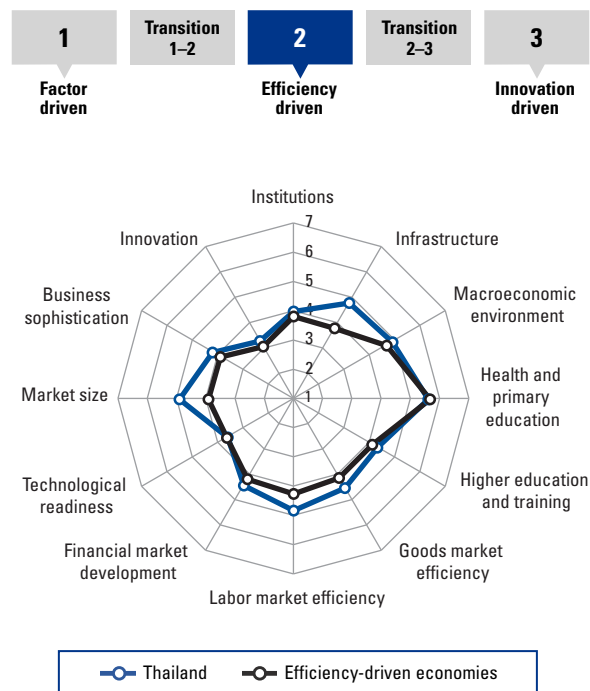 1
Transition
1–2
2
Transition
2–3
3
Factor
driven
Efficiency
driven
Innovation
driven
Institutions
7
Innovation
Infrastructure
6
5
Business
sophistication
Macroeconomic
environment
4
3
Market size
2
1
Health and
primary
education
Technological
readiness
Higher education
and training
Financial market
development
Goods market
efficiency
Labor market efficiency
Thailand
Efficiency-driven economies